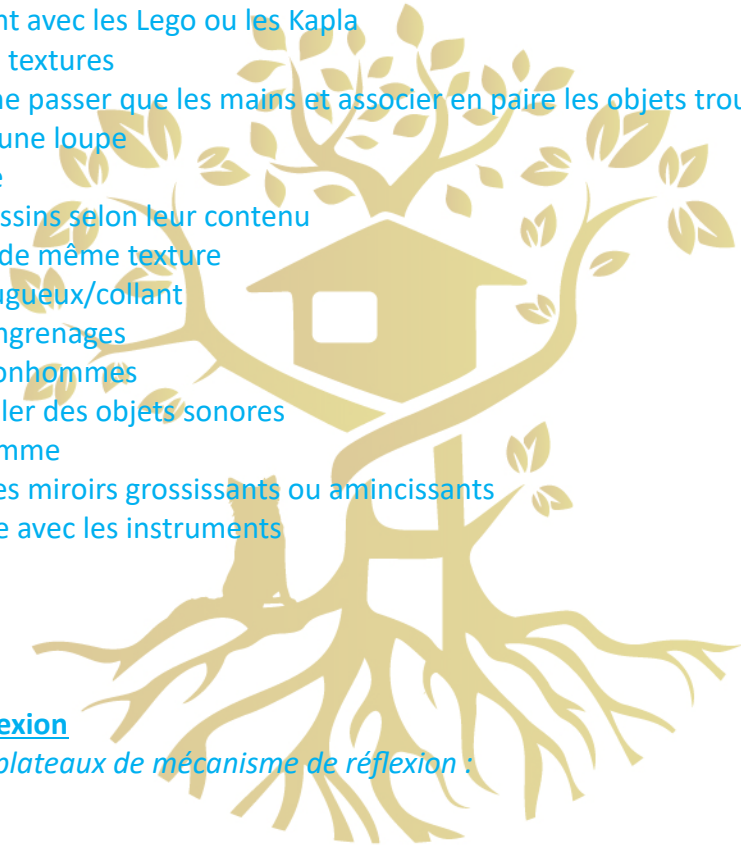 nt avec les Lego ou les Kapla
textures
ne passer que les mains et associer en paire les objets trou
une loupe
e
ssins selon leur contenu
de même texture
ugueux/collant
ngrenages
onhommes
ler des objets sonores
mme
es miroirs grossissants ou amincissants
e avec les instruments
exion
plateaux de mécanisme de réflexion :